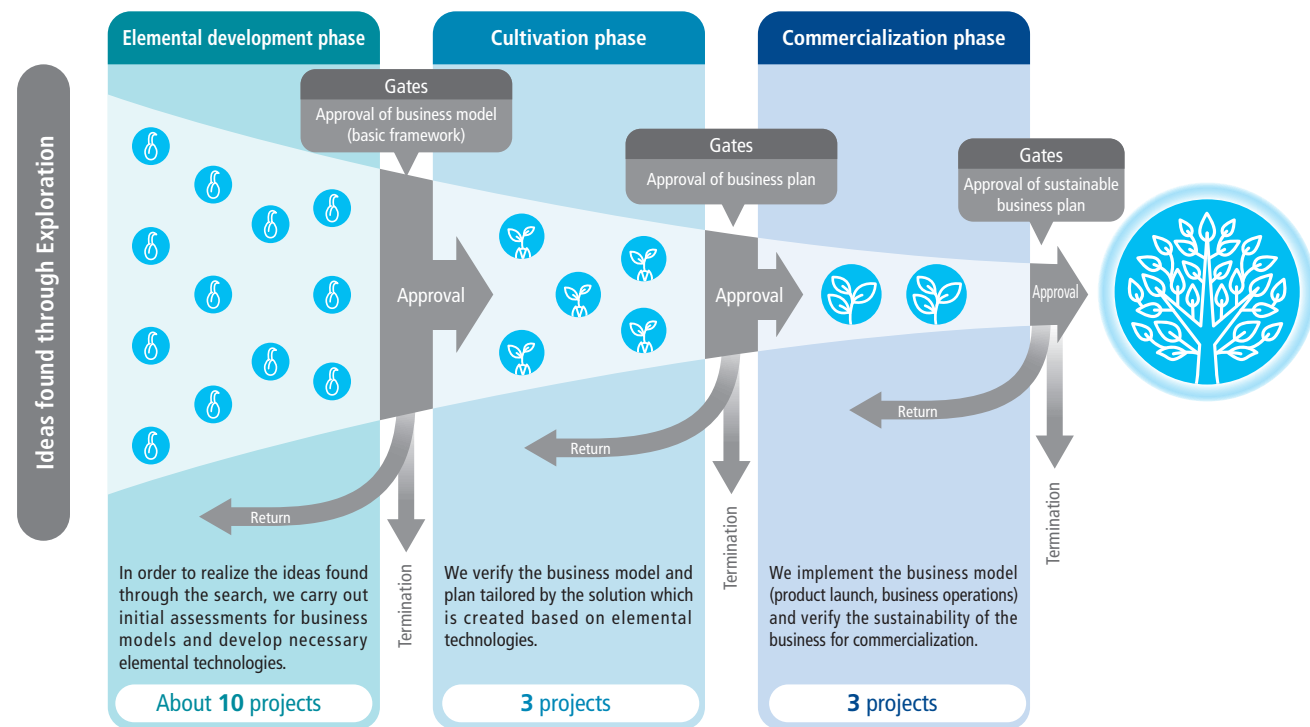 Ideas found through Exploration
Elemental development phase
Cultivation phase
Commercialization phase
Gates
Approval of business model
(basic framework)
Gates
Approval of business plan
Gates
Approval of sustainable
business plan
Approval
Approval
Approval
Return
Return
Return
Termination
Termination
Termination
In order to realize the ideas found
through the search, we carry out
initial assessments for business
models and develop necessary
elemental technologies.
We verify the business model and
plan tailored by the solution which
is created based on elemental
technologies.
We implement the business model
(product launch, business operations)
and verify the sustainability of the
business for commercialization.
About 10 projects
3 projects
3 projects